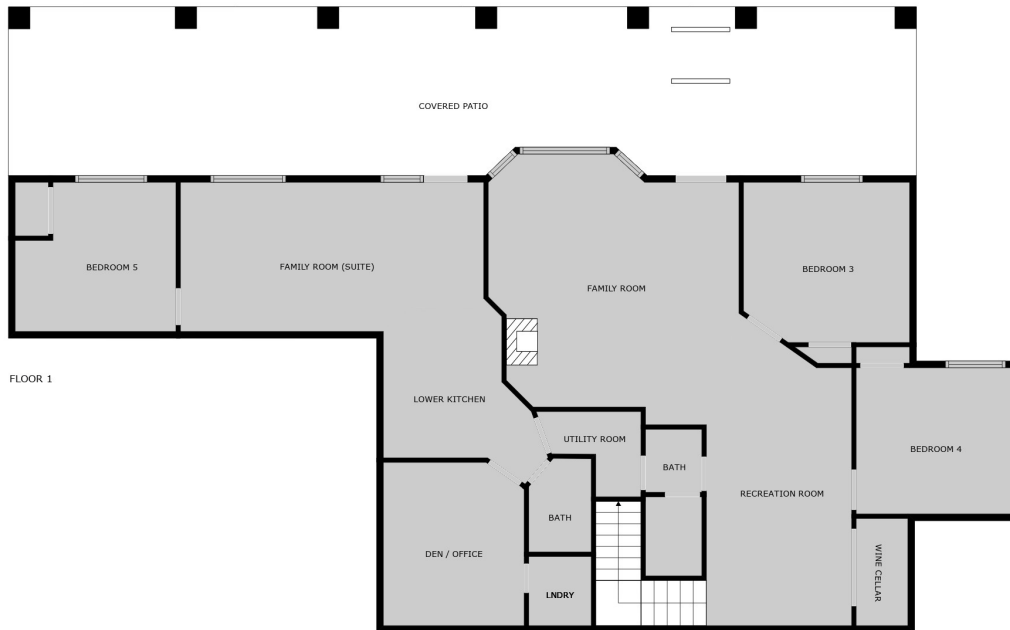 COVERED PATIO
BEDROOM 5
FAMILY ROOM (SUITE)
FAMILY ROOM
BEDROOM 3
FLOOR 1
LOWER KITCHEN
UTILITY ROOM
BATH
BEDROOM 4
RECREATION ROOM
BATH
DEN / OFFICE
WINE CELLAR
LNDRY